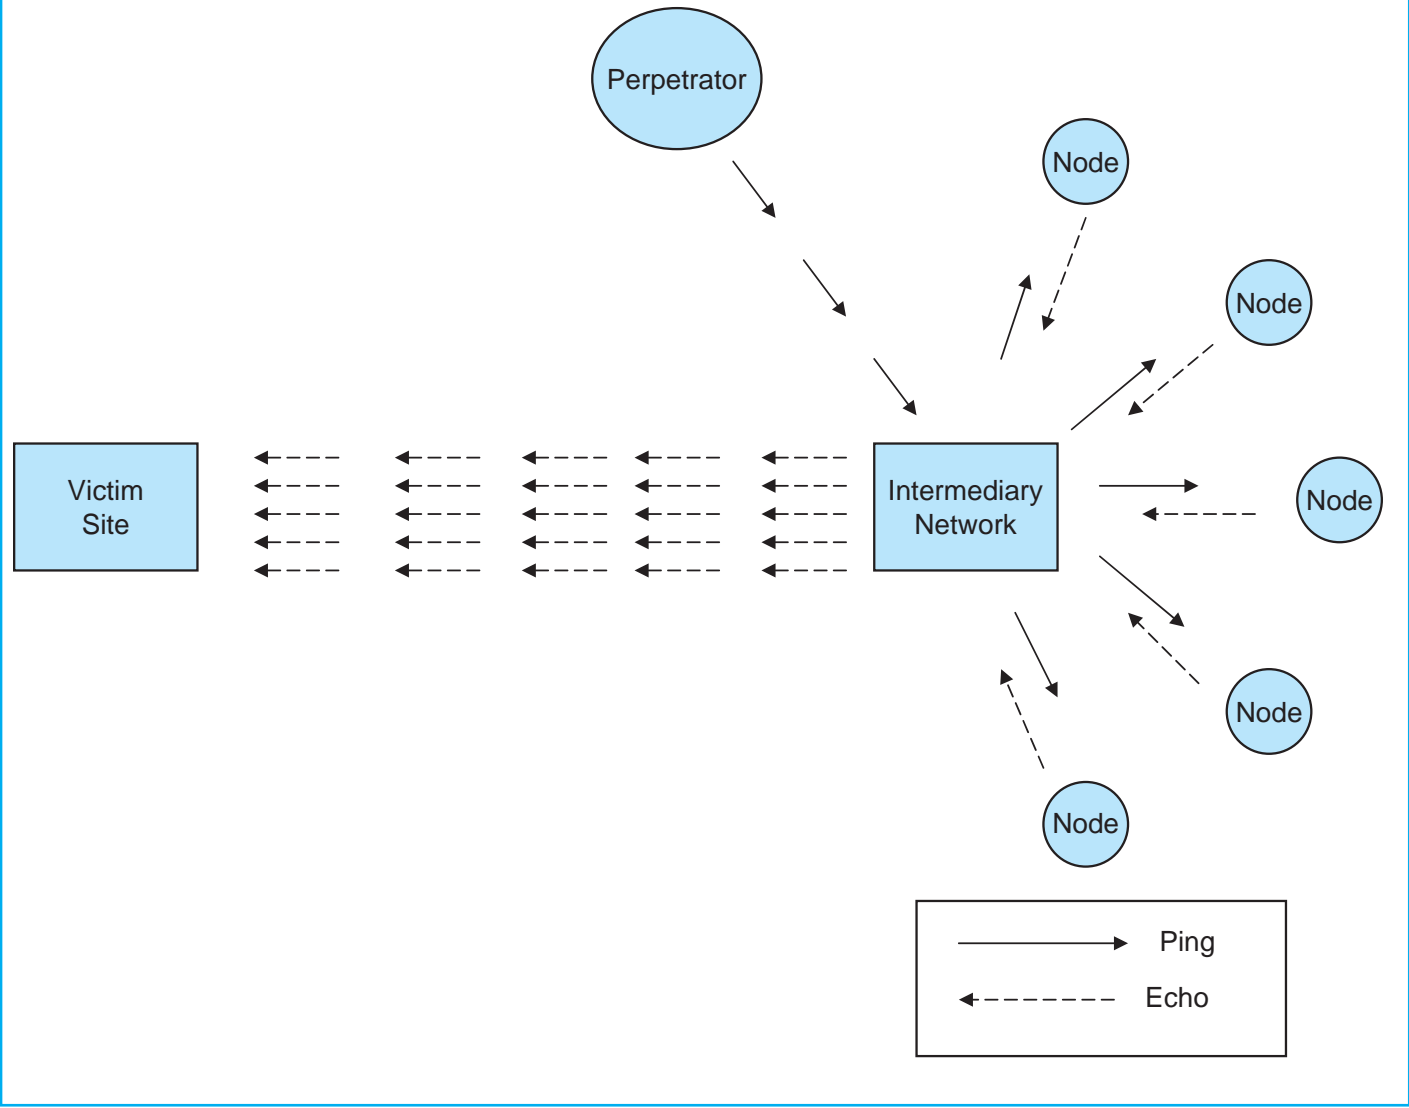 Perpetrator
Node
Node
Victim
Site
Intermediary
Network
Node
Node
Node
Ping
Echo